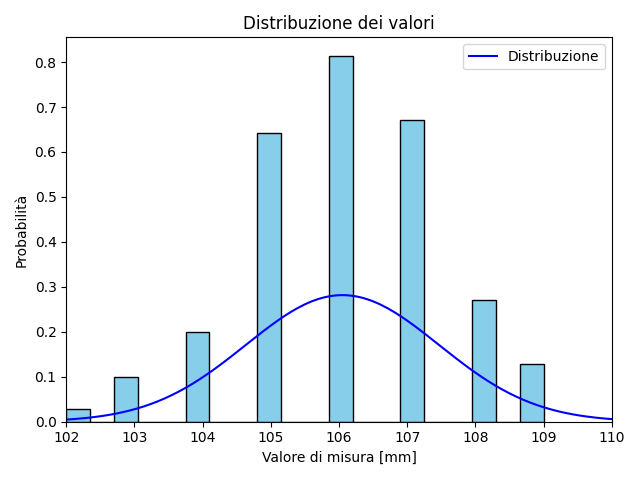 Distribuzione dei valori
Distribuzione
Probabilità
0.8
0.7
0.6
0.5
0.4
0.3
0.2
0.1
0.0
102 103 104 105 106 107 108 109 110
Valore di misura [mm]